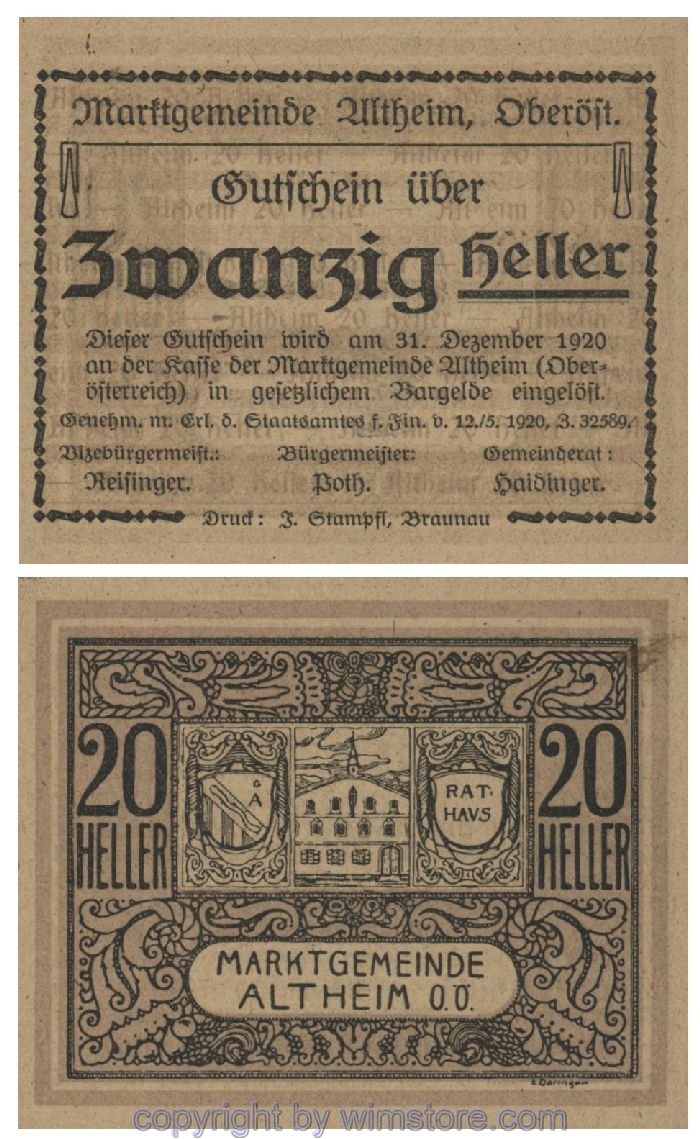 Marktgemeinde Altheim, Oberöst.
Gutschein über
Zwanzig Heller
Dieser Gutschein wird am 31. Dezember 1920
an der Kasse der Marktgemeinde Altheim (Ober-
österreich) in gesetzlichem Bargelde eingelöst.
Genehm. m. Erl. d. Staatsamtes f. Fin. v. 12./5. 1920, Z. 32589.
Vizebürgermeist.: Bürgermeister: Gemeinderat:
Reisinger. Poth. Haidinger.
Druck: J. Stampfl, Braunau
20 HELLER
A
RAT-
HAVS
20 HELLER
MARKTGEMEINDE
ALTHEIM O.Ö.
copyright by wimstore.com